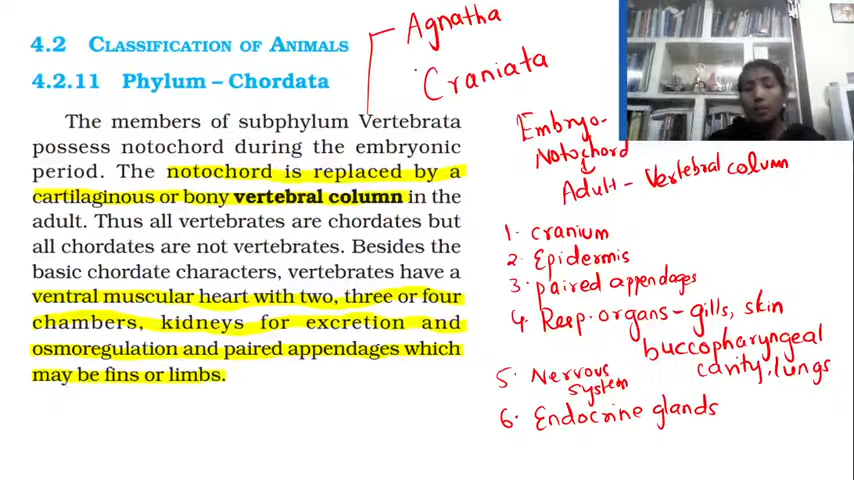 4.2 CLASSIFICATION OF ANIMALS
4.2.11 Phylum – Chordata
The members of subphylum Vertebrata
possess notochord during the embryonic
period. The notochord is replaced by a
cartilaginous or bony vertebral column in the
adult. Thus all vertebrates are chordates but
all chordates are not vertebrates. Besides the
basic chordate characters, vertebrates have a
ventral muscular heart with two, three or four
chambers, kidneys for excretion and
osmoregulation and paired appendages which
may be fins or limbs.
Agnatha
Craniata
Embryo-
Notochord
Adult - Vertebral column
1. cranium
2. Epidermis
3. paired appendages
4. Resp. organs - gills, skin
buccopharyngeal
cavity, lungs
5. Nervous
system
6. Endocrine glands